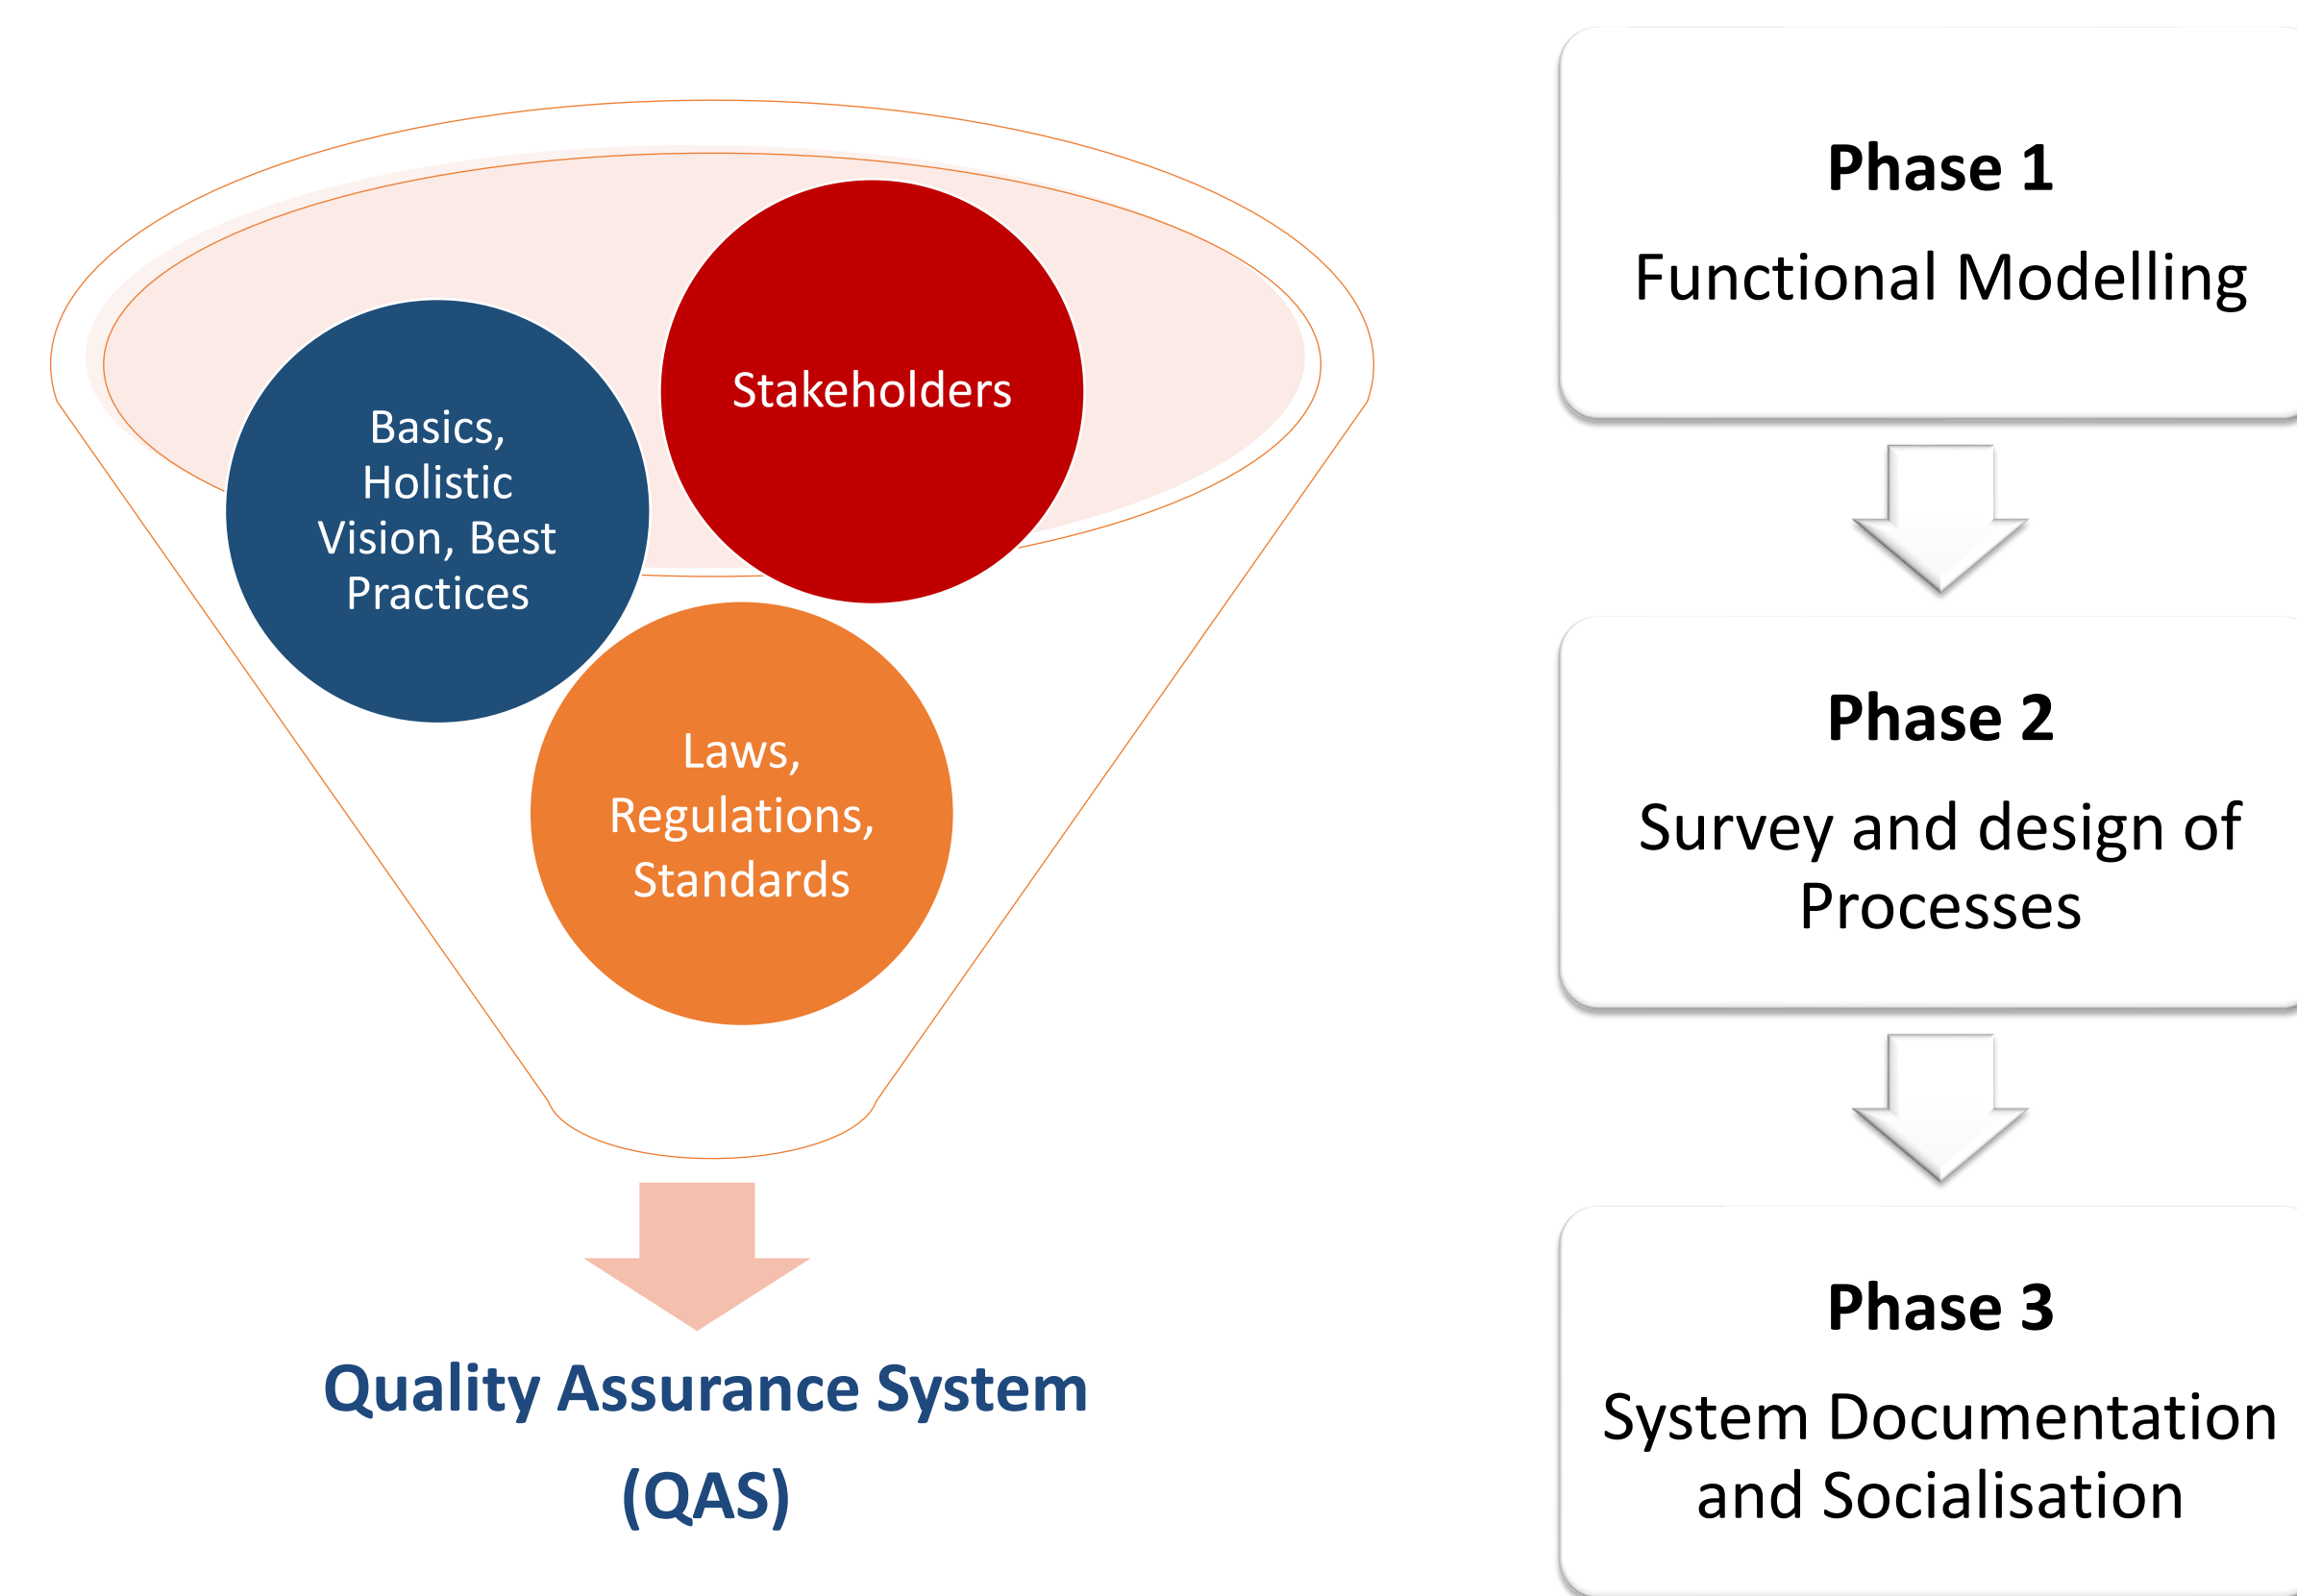 Stakeholders
Basics,
Holistic
Vision, Best
Practices
Laws,
Regulations,
Standards
Quality Assurance System
(QAS)
Phase 1
Functional Modelling
Phase 2
Survey and design of
Processes
Phase 3
System Documentation
and Socialisation